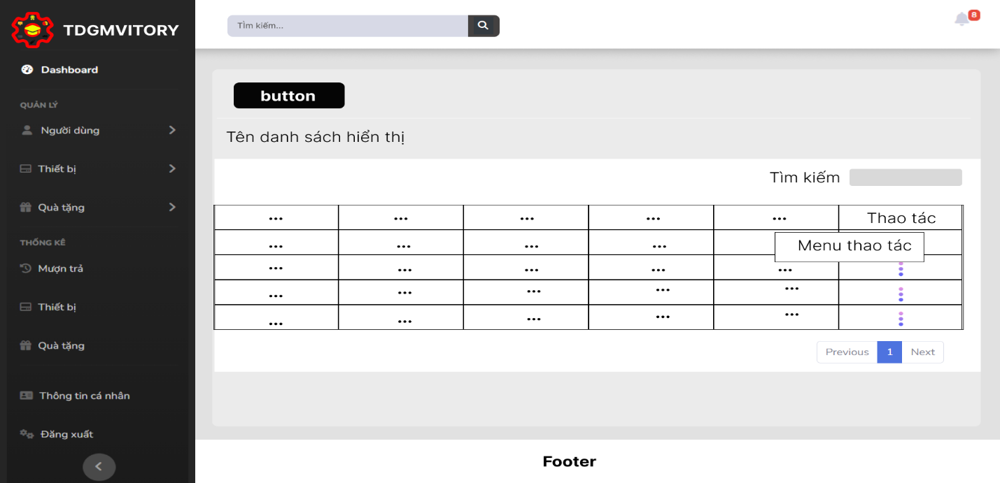 TDGMVITORY
Dashboard
QUẢN LÝ
Người dùng
Thiết bị
Quà tặng
THỐNG KÊ
Mượn trả
Thiết bị
Quà tặng
Thông tin cá nhân
Đăng xuất
TÌm kiếm...
8
button
Tên danh sách hiển thị
Tìm kiếm
... ... ... ... ... Thao tác
... ... ... ... Menu thao tác
... ... ... ... ...
... ... ... ... ...
... ... ... ... ...
Previous 1 Next
Footer